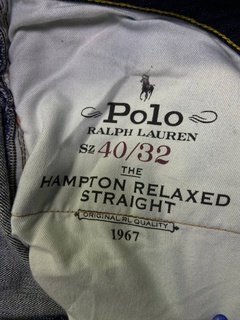 Polo
RALPH LAUREN
SZ 40/32
THE
HAMPTON RELAXED
STRAIGHT
ORIGINAL RL QUALITY
1967